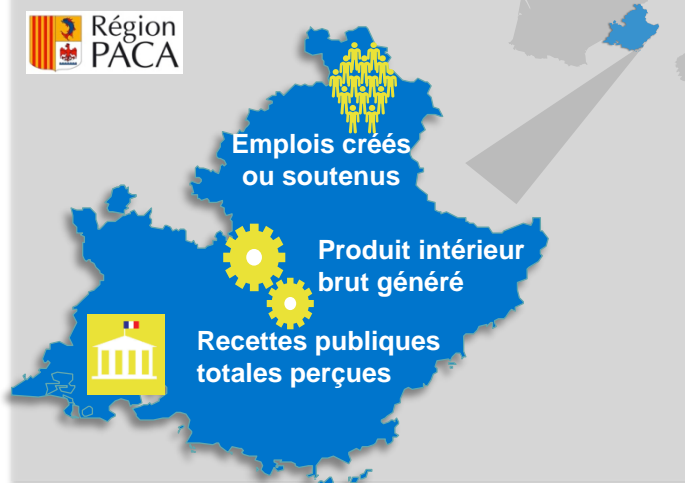 Région
PACA
Emplois créés
ou soutenus
Produit intérieur
brut généré
Recettes publiques
totales perçues